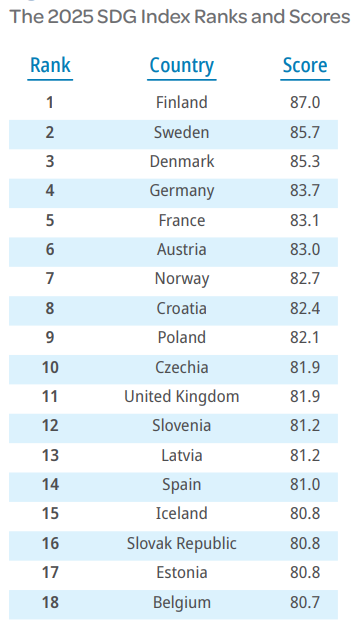 The 2025 SDG Index Ranks and Scores
Rank Country Score
1 Finland 87.0
2 Sweden 85.7
3 Denmark 85.3
4 Germany 83.7
5 France 83.1
6 Austria 83.0
7 Norway 82.7
8 Croatia 82.4
9 Poland 82.1
10 Czechia 81.9
11 United Kingdom 81.9
12 Slovenia 81.2
13 Latvia 81.2
14 Spain 81.0
15 Iceland 80.8
16 Slovak Republic 80.8
17 Estonia 80.8
18 Belgium 80.7